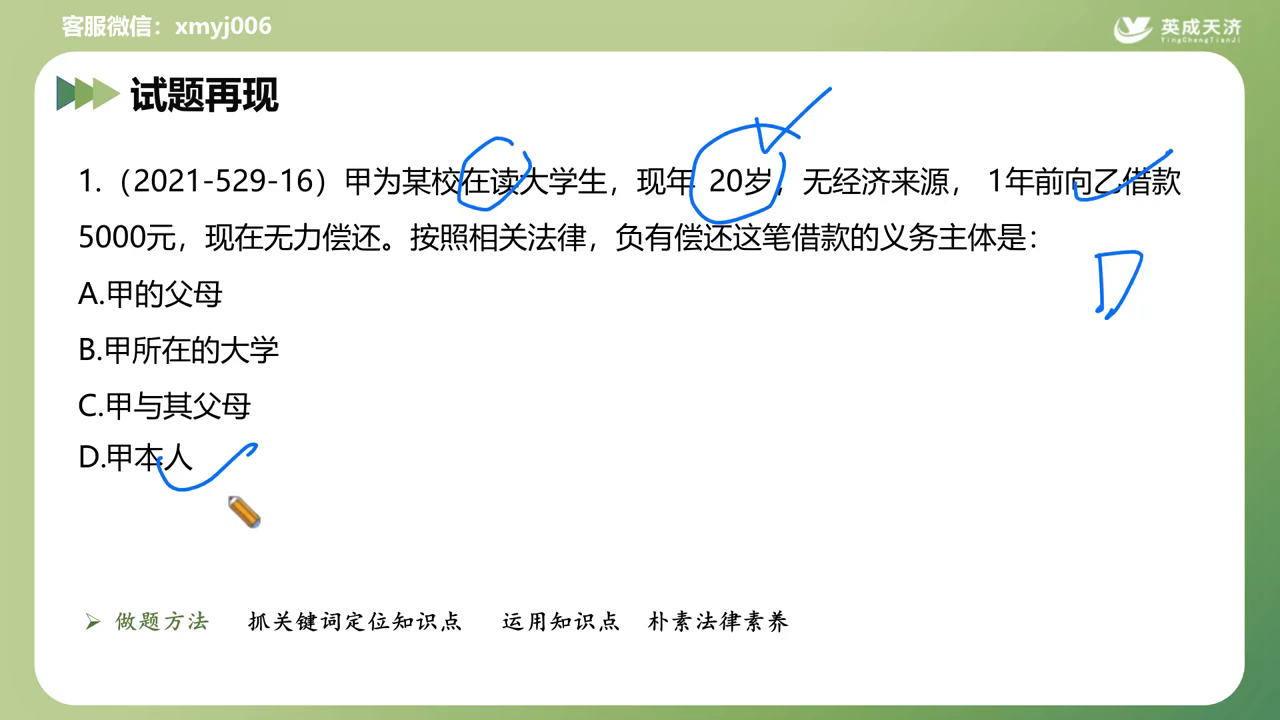 客服微信：xmyj006
英成天济
YingChengTianJi
试题再现
1.（2021-529-16）甲为某校在读大学生，现年 20岁，无经济来源， 1年前向乙借款
5000元，现在无力偿还。按照相关法律，负有偿还这笔借款的义务主体是：
D
A.甲的父母
B.甲所在的大学
C.甲与其父母
D.甲本人
做题方法 抓关键词定位知识点 运用知识点 朴素法律素养